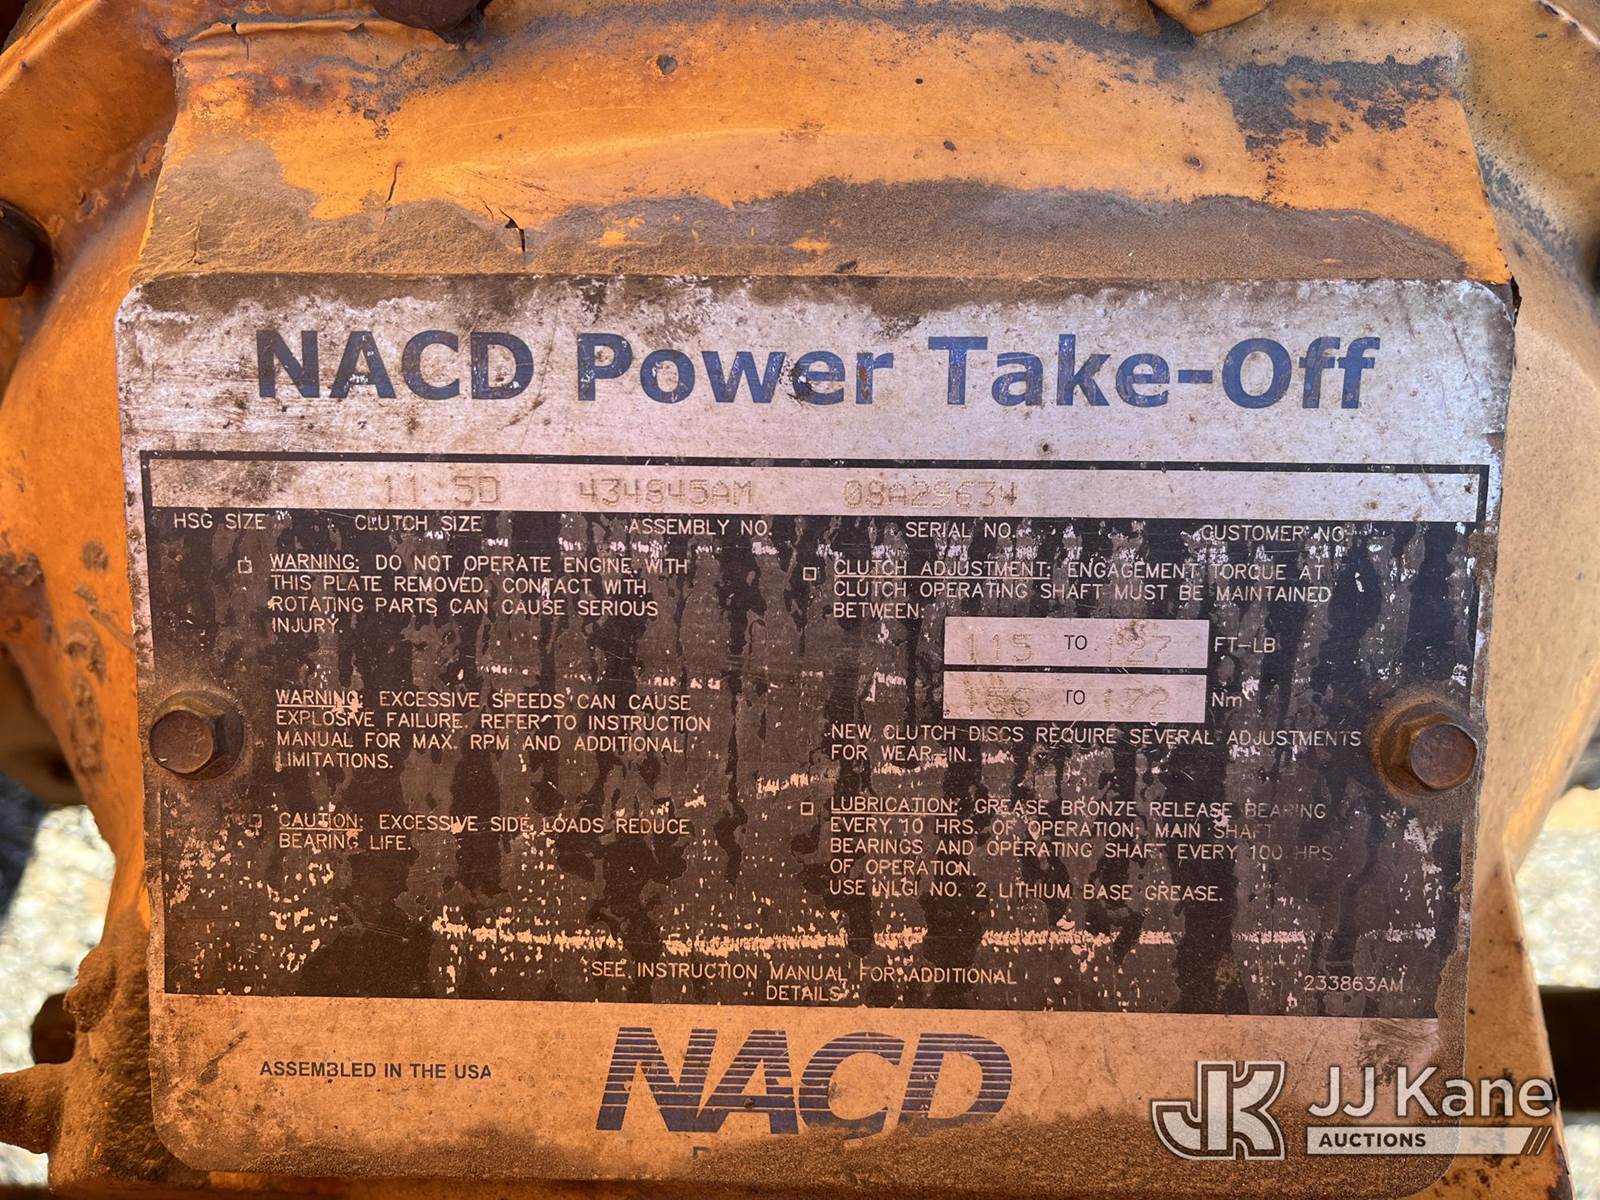 NACD Power Take-Off
11.5D 434845AM 08A29634
HSG SIZE CLUTCH SIZE ASSEMBLY NO. SERIAL NO. CUSTOMER NO.
WARNING: DO NOT OPERATE ENGINE WITH
THIS PLATE REMOVED. CONTACT WITH
ROTATING PARTS CAN CAUSE SERIOUS
INJURY.
WARNING: EXCESSIVE SPEEDS CAN CAUSE
EXPLOSIVE FAILURE. REFER TO INSTRUCTION
MANUAL FOR MAX. RPM AND ADDITIONAL
LIMITATIONS.
CAUTION: EXCESSIVE SIDE LOADS REDUCE
BEARING LIFE.
CLUTCH ADJUSTMENT: ENGAGEMENT TORQUE AT
CLUTCH OPERATING SHAFT MUST BE MAINTAINED
BETWEEN:
115 TO 127 FT-LB
156 TO 172 Nm
NEW CLUTCH DISCS REQUIRE SEVERAL ADJUSTMENTS
FOR WEAR-IN.
LUBRICATION: GREASE BRONZE RELEASE BEARING
EVERY 10 HRS. OF OPERATION; MAIN SHAFT
BEARINGS AND OPERATING SHAFT EVERY 100 HRS.
OF OPERATION.
USE NLGI NO. 2 LITHIUM BASE GREASE.
SEE INSTRUCTION MANUAL FOR ADDITIONAL
DETAILS
233863AM
ASSEMBLED IN THE USA
NACD
JK JJ Kane
AUCTIONS